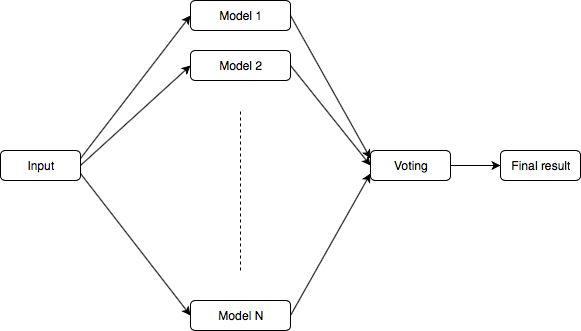 Model 1
Model 2
Input
Voting
Final result
Model N